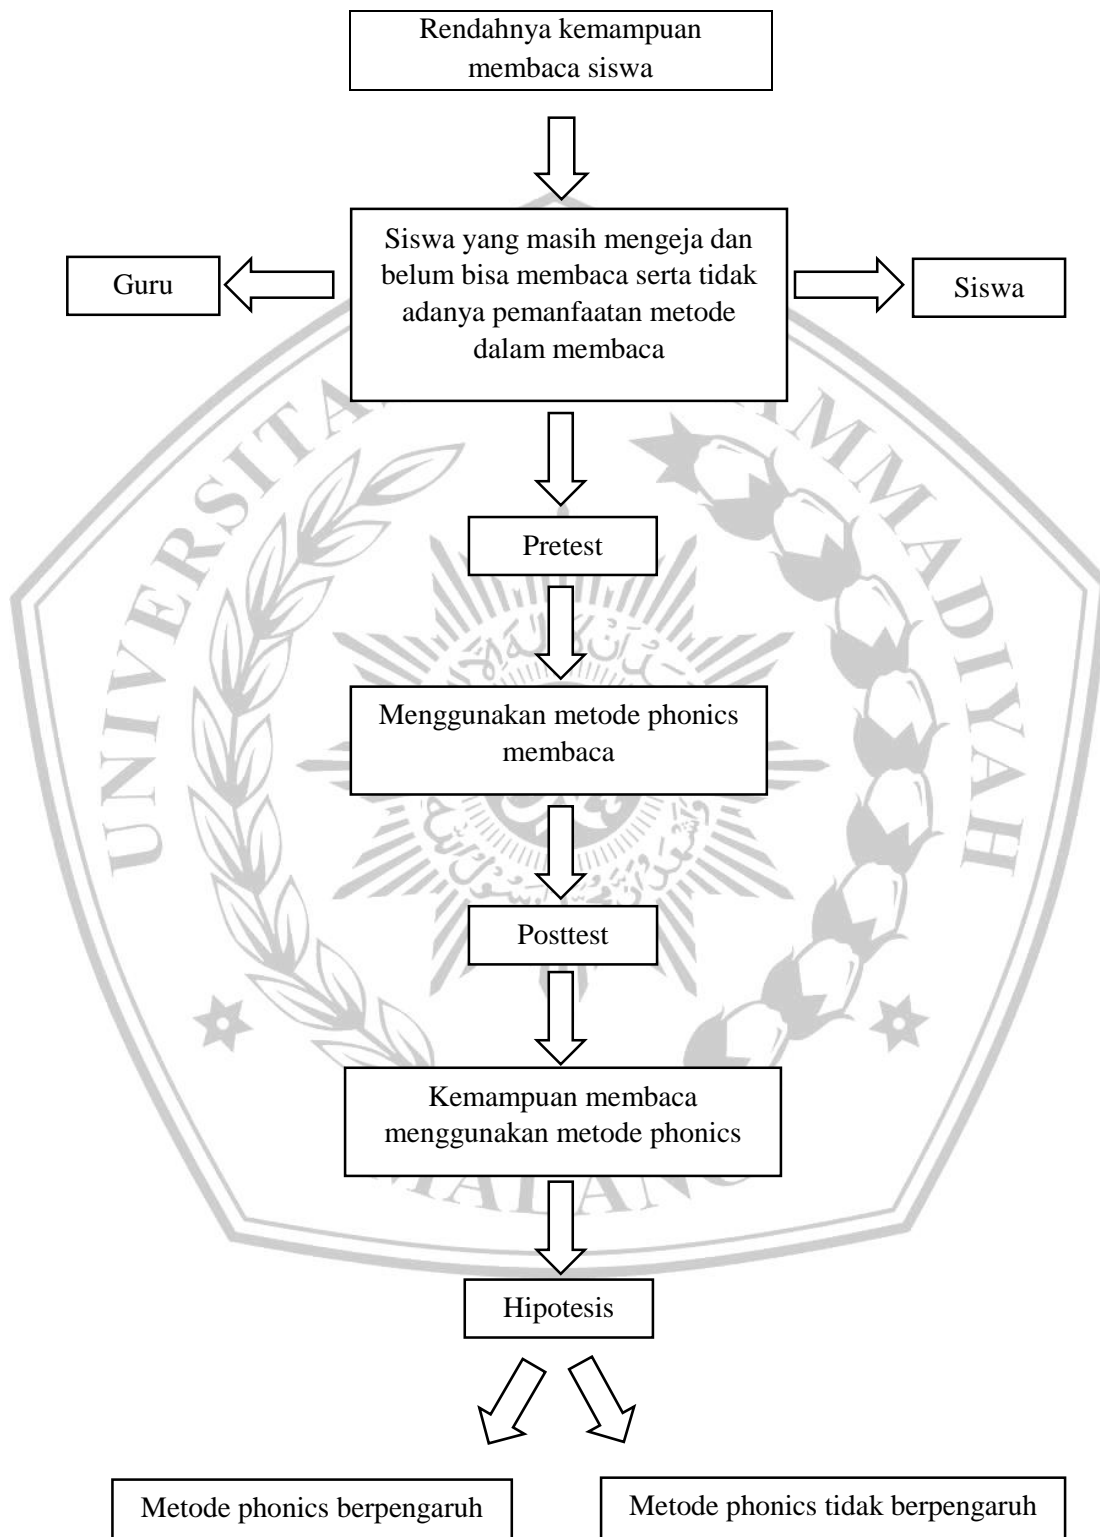 Rendahnya kemampuan
membaca siswa
Siswa yang masih mengeja dan
belum bisa membaca serta tidak
adanya pemanfaatan metode
dalam membaca
Guru
Siswa
Pretest
Menggunakan metode phonics
membaca
Posttest
Kemampuan membaca
menggunakan metode phonics
Hipotesis
Metode phonics berpengaruh
Metode phonics tidak berpengaruh
MALANG